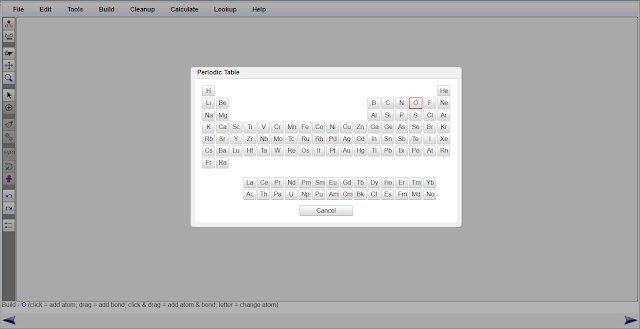 File Edit Tools Build Cleanup Calculate Lookup Help
Periodic Table
H He
Li Be B C N O F Ne
Na Mg Al Si P S Cl Ar
K Ca Sc Ti V Cr Mn Fe Co Ni Cu Zn Ga Ge As Se Br Kr
Rb Sr Y Zr Nb Mo Tc Ru Rh Pd Ag Cd In Sn Sb Te I Xe
Cs Ba Lu Hf Ta W Re Os Ir Pt Au Hg Tl Pb Bi Po At Rn
Fr Ra
La Ce Pr Nd Pm Sm Eu Gd Tb Dy Ho Er Tm Yb
Ac Th Pa U Np Pu Am Cm Bk Cf Es Fm Md No
Cancel
sym
Build - O (click = add atom; drag = add bond; click & drag = add atom & bond; letter = change atom)